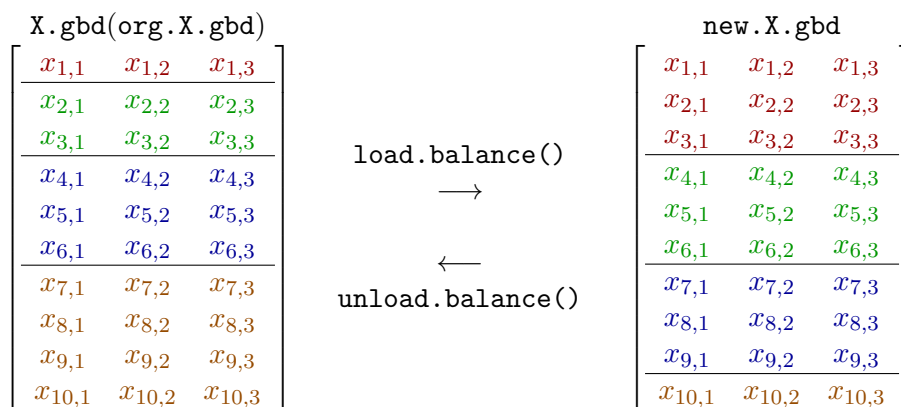 X.gbd(org.X.gbd)
new.X.gbd
x1,1 x1,2 x1,3
x2,1 x2,2 x2,3
x3,1 x3,2 x3,3
x4,1 x4,2 x4,3
x5,1 x5,2 x5,3
x6,1 x6,2 x6,3
x7,1 x7,2 x7,3
x8,1 x8,2 x8,3
x9,1 x9,2 x9,3
x10,1 x10,2 x10,3
load.balance()
⟶
⟵
unload.balance()
x1,1 x1,2 x1,3
x2,1 x2,2 x2,3
x3,1 x3,2 x3,3
x4,1 x4,2 x4,3
x5,1 x5,2 x5,3
x6,1 x6,2 x6,3
x7,1 x7,2 x7,3
x8,1 x8,2 x8,3
x9,1 x9,2 x9,3
x10,1 x10,2 x10,3